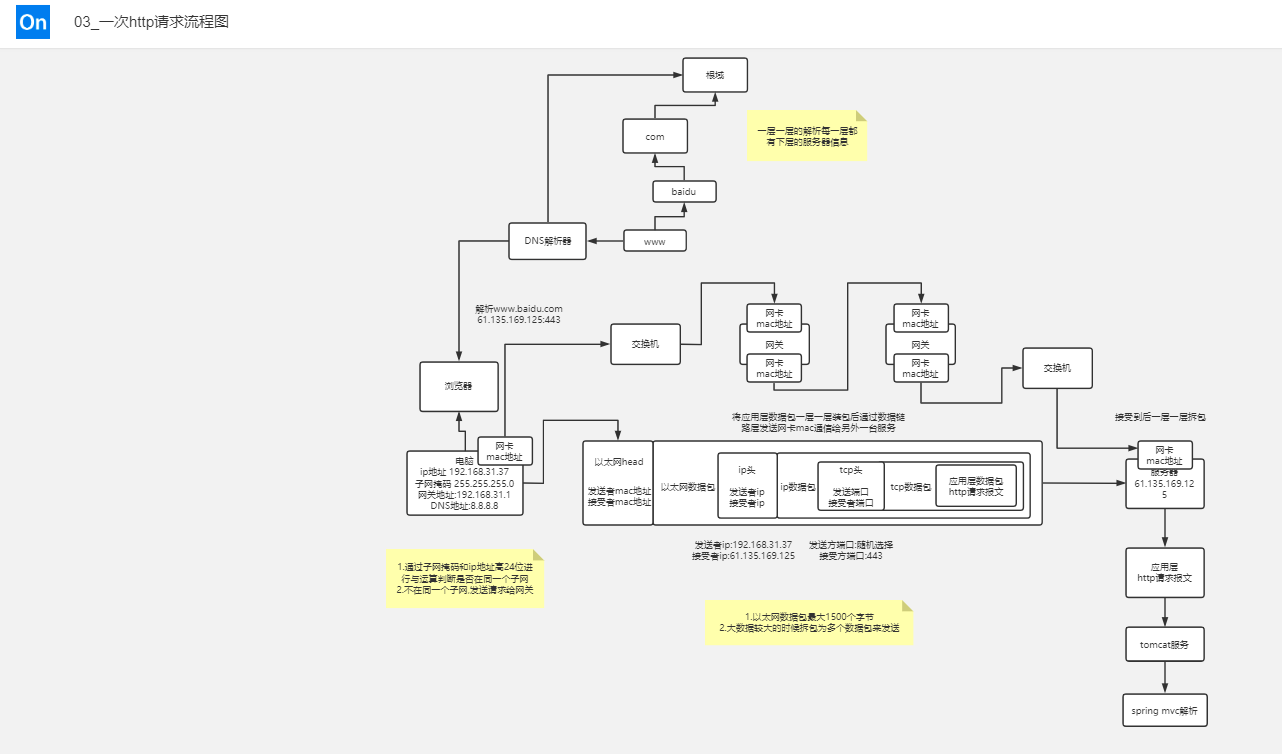 On
03_一次http请求流程图
根域
com
一层一层的解析每一层都
有下层的服务器信息
baidu
www
DNS解析器
解析www.baidu.com
61.135.169.125:443
交换机
网卡
mac地址
网关
网卡
mac地址
网卡
mac地址
网关
网卡
mac地址
交换机
浏览器
将应用层数据包一层一层装包后通过数据链
路层发送网卡mac通信给另外一台服务
接受到后一层一层拆包
网卡
mac地址
电脑
ip地址 192.168.31.37
子网掩码 255.255.255.0
网关地址:192.168.31.1
DNS地址:8.8.8.8
以太网head
发送者mac地址
接受者mac地址
以太网数据包
ip头
发送者ip
接受者ip
ip数据包
tcp头
发送端口
接受者端口
tcp数据包
应用层数据包
http请求报文
网卡
mac地址
服务器
61.135.169.12
5
发送者ip:192.168.31.37
接受者ip:61.135.169.125
发送方端口:随机选择
接受方端口:443
1.通过子网掩码和ip地址高24位进
行与运算判断是否在同一个子网
2.不在同一个子网,发送请求给网关
应用层
http请求报文
1.以太网数据包最大1500个字节
2.大数据较大的时候拆包为多个数据包来发送
tomcat服务
spring mvc解析